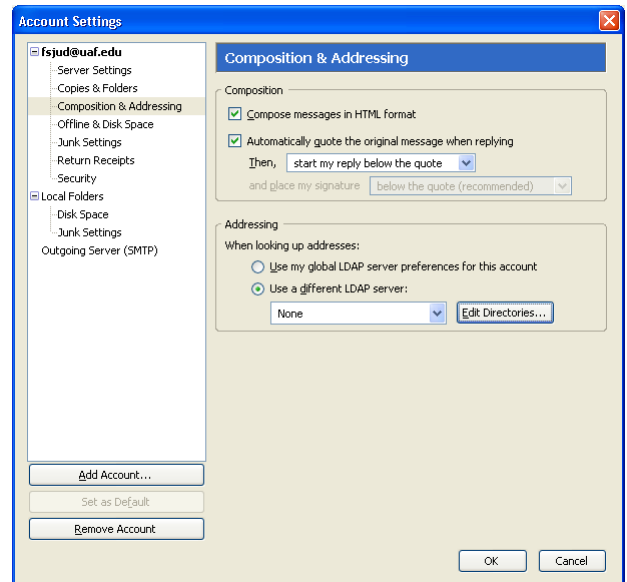 Account Settings
fsjud@uaf.edu
Server Settings
Copies & Folders
Composition & Addressing
Offline & Disk Space
Junk Settings
Return Receipts
Security
Local Folders
Disk Space
Junk Settings
Outgoing Server (SMTP)
Add Account...
Set as Default
Remove Account
Composition & Addressing
Composition
Compose messages in HTML format
Automatically quote the original message when replying
Then, start my reply below the quote
and place my signature below the quote (recommended)
Addressing
When looking up addresses:
Use my global LDAP server preferences for this account
Use a different LDAP server:
None Edit Directories...
OK Cancel